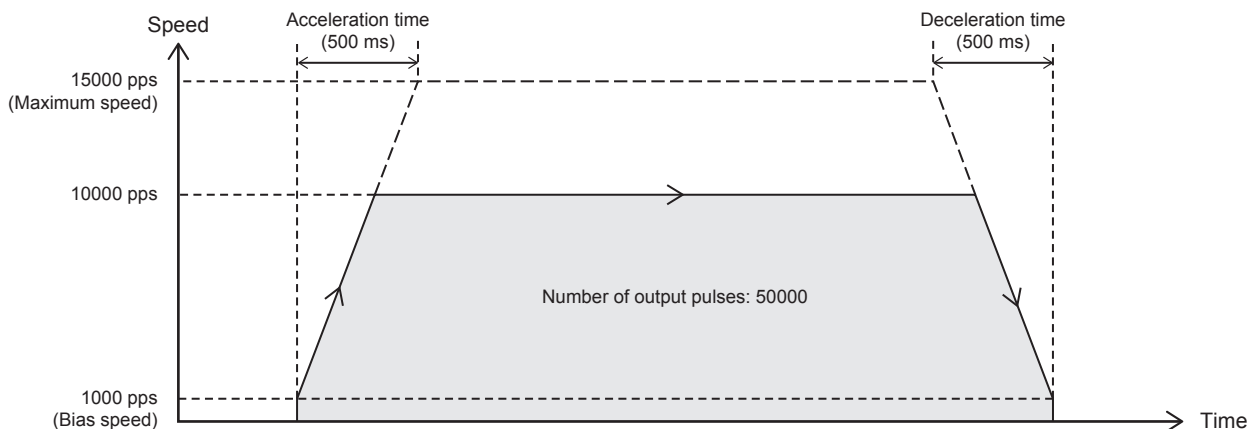 Speed
Acceleration time
(500 ms)
Deceleration time
(500 ms)
15000 pps
(Maximum speed)
10000 pps
Number of output pulses: 50000
1000 pps
(Bias speed)
Time